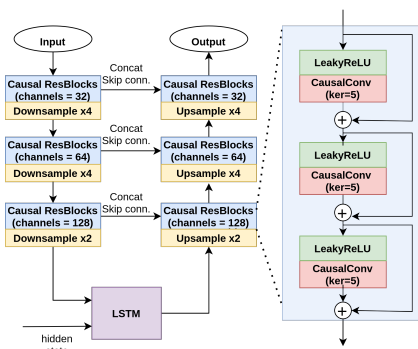 Input
Output
Concat
Skip conn.
Causal ResBlocks
(channels = 32)
Downsample x4
Causal ResBlocks
(channels = 32)
Upsample x4
Concat
Skip conn.
Causal ResBlocks
(channels = 64)
Downsample x4
Causal ResBlocks
(channels = 64)
Upsample x4
Concat
Skip conn.
Causal ResBlocks
(channels = 128)
Downsample x2
Causal ResBlocks
(channels = 128)
Upsample x2
LSTM
hidden
LeakyReLU
CausalConv
(ker=5)
+
LeakyReLU
CausalConv
(ker=5)
+
LeakyReLU
CausalConv
(ker=5)
+